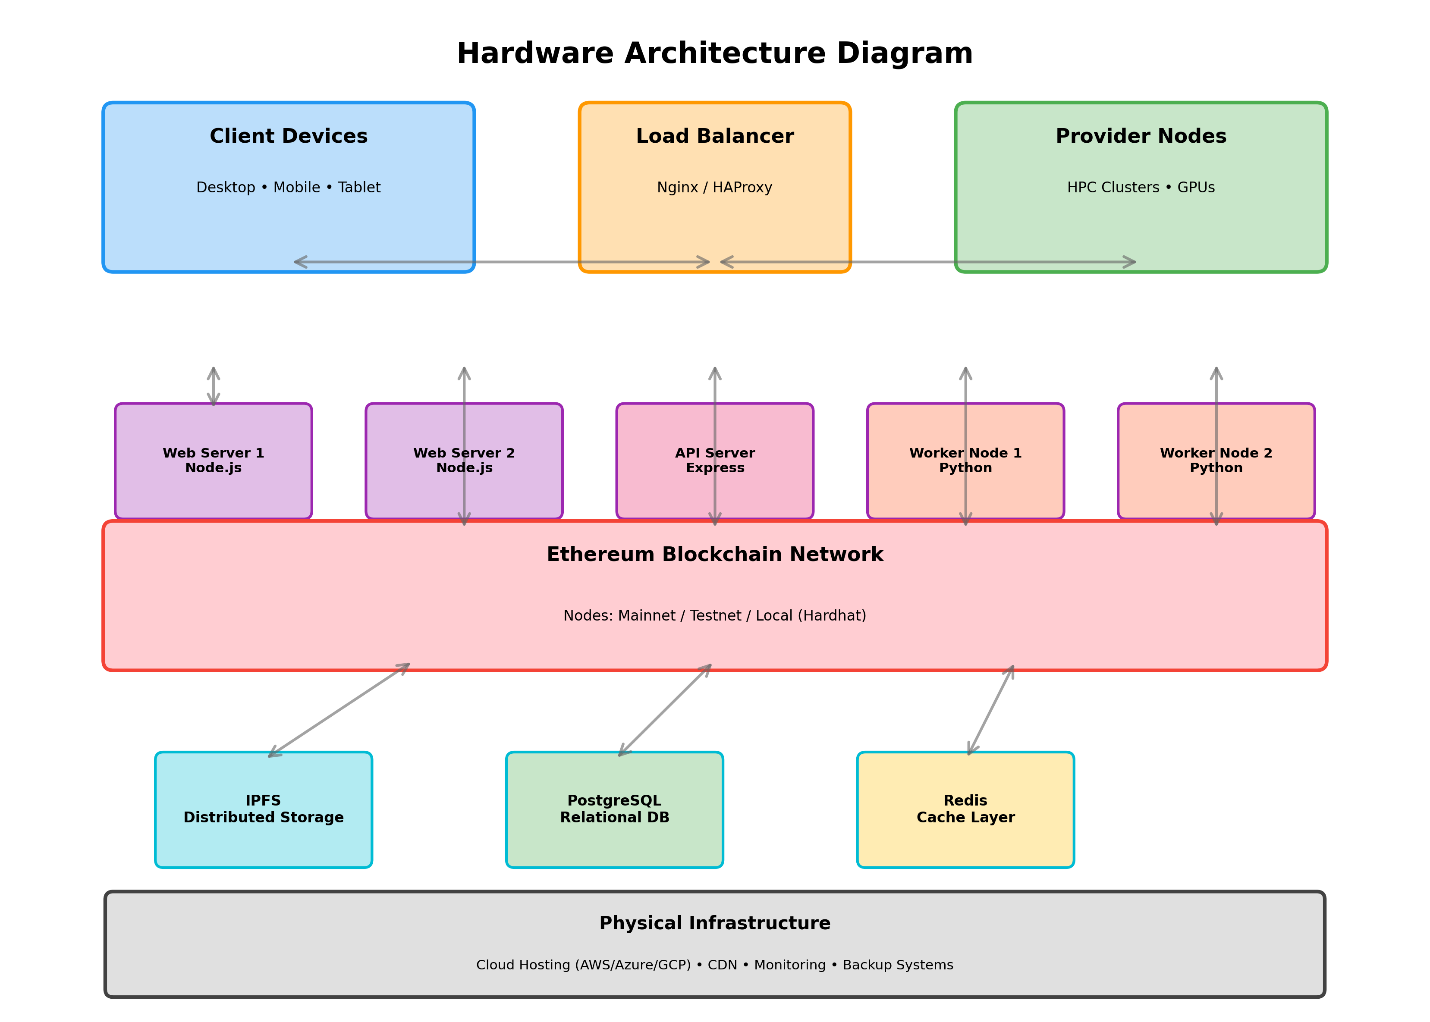 Hardware Architecture Diagram
Client Devices
Desktop • Mobile • Tablet
Load Balancer
Nginx / HAProxy
Provider Nodes
HPC Clusters • GPUs
Web Server 1
Node.js
Web Server 2
Node.js
API Server
Express
Worker Node 1
Python
Worker Node 2
Python
Ethereum Blockchain Network
Nodes: Mainnet / Testnet / Local (Hardhat)
IPFS
Distributed Storage
PostgreSQL
Relational DB
Redis
Cache Layer
Physical Infrastructure
Cloud Hosting (AWS/Azure/GCP) • CDN • Monitoring • Backup Systems